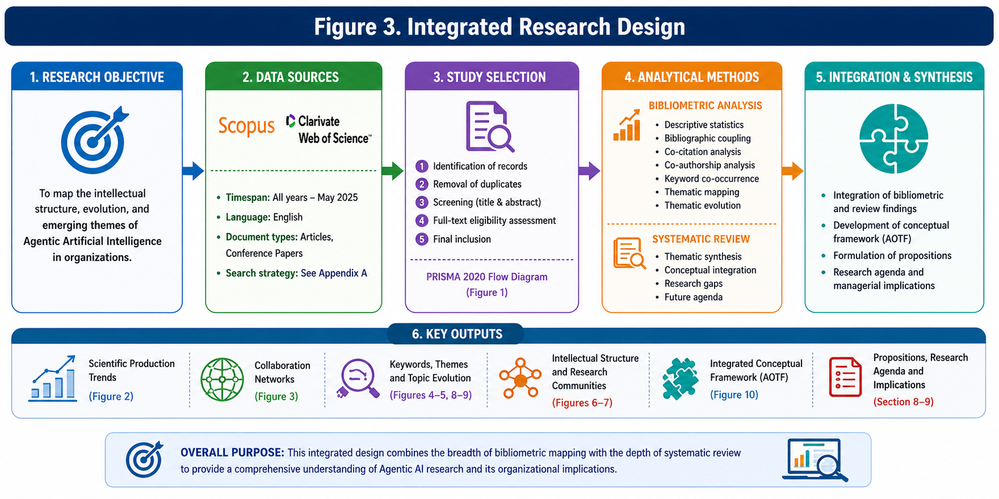 Figure 3. Integrated Research Design
1. RESEARCH OBJECTIVE
To map the intellectual
structure, evolution, and
emerging themes of
Agentic Artificial Intelligence
in organizations.
2. DATA SOURCES
Scopus
Clarivate
Web of Science™
• Timespan: All years – May 2025
• Language: English
• Document types: Articles,
Conference Papers
• Search strategy: See Appendix A
3. STUDY SELECTION
1 Identification of records
2 Removal of duplicates
3 Screening (title & abstract)
4 Full-text eligibility assessment
5 Final inclusion
PRISMA 2020 Flow Diagram
(Figure 1)
4. ANALYTICAL METHODS
BIBLIOMETRIC ANALYSIS
• Descriptive statistics
• Bibliographic coupling
• Co-citation analysis
• Co-authorship analysis
• Keyword co-occurrence
• Thematic mapping
• Thematic evolution
SYSTEMATIC REVIEW
• Thematic synthesis
• Conceptual integration
• Research gaps
• Future agenda
5. INTEGRATION & SYNTHESIS
• Integration of bibliometric
and review findings
• Development of conceptual
framework (AOTF)
• Formulation of propositions
• Research agenda and
managerial implications
6. KEY OUTPUTS
Scientific Production
Trends
(Figure 2)
Collaboration
Networks
(Figure 3)
Keywords, Themes
and Topic Evolution
(Figures 4–5, 8–9)
Intellectual Structure
and Research
Communities
(Figures 6–7)
Integrated Conceptual
Framework (AOTF)
(Figure 10)
Propositions, Research
Agenda and
Implications
(Section 8–9)
OVERALL PURPOSE: This integrated design combines the breadth of bibliometric mapping with the depth of systematic review
to provide a comprehensive understanding of Agentic AI research and its organizational implications.